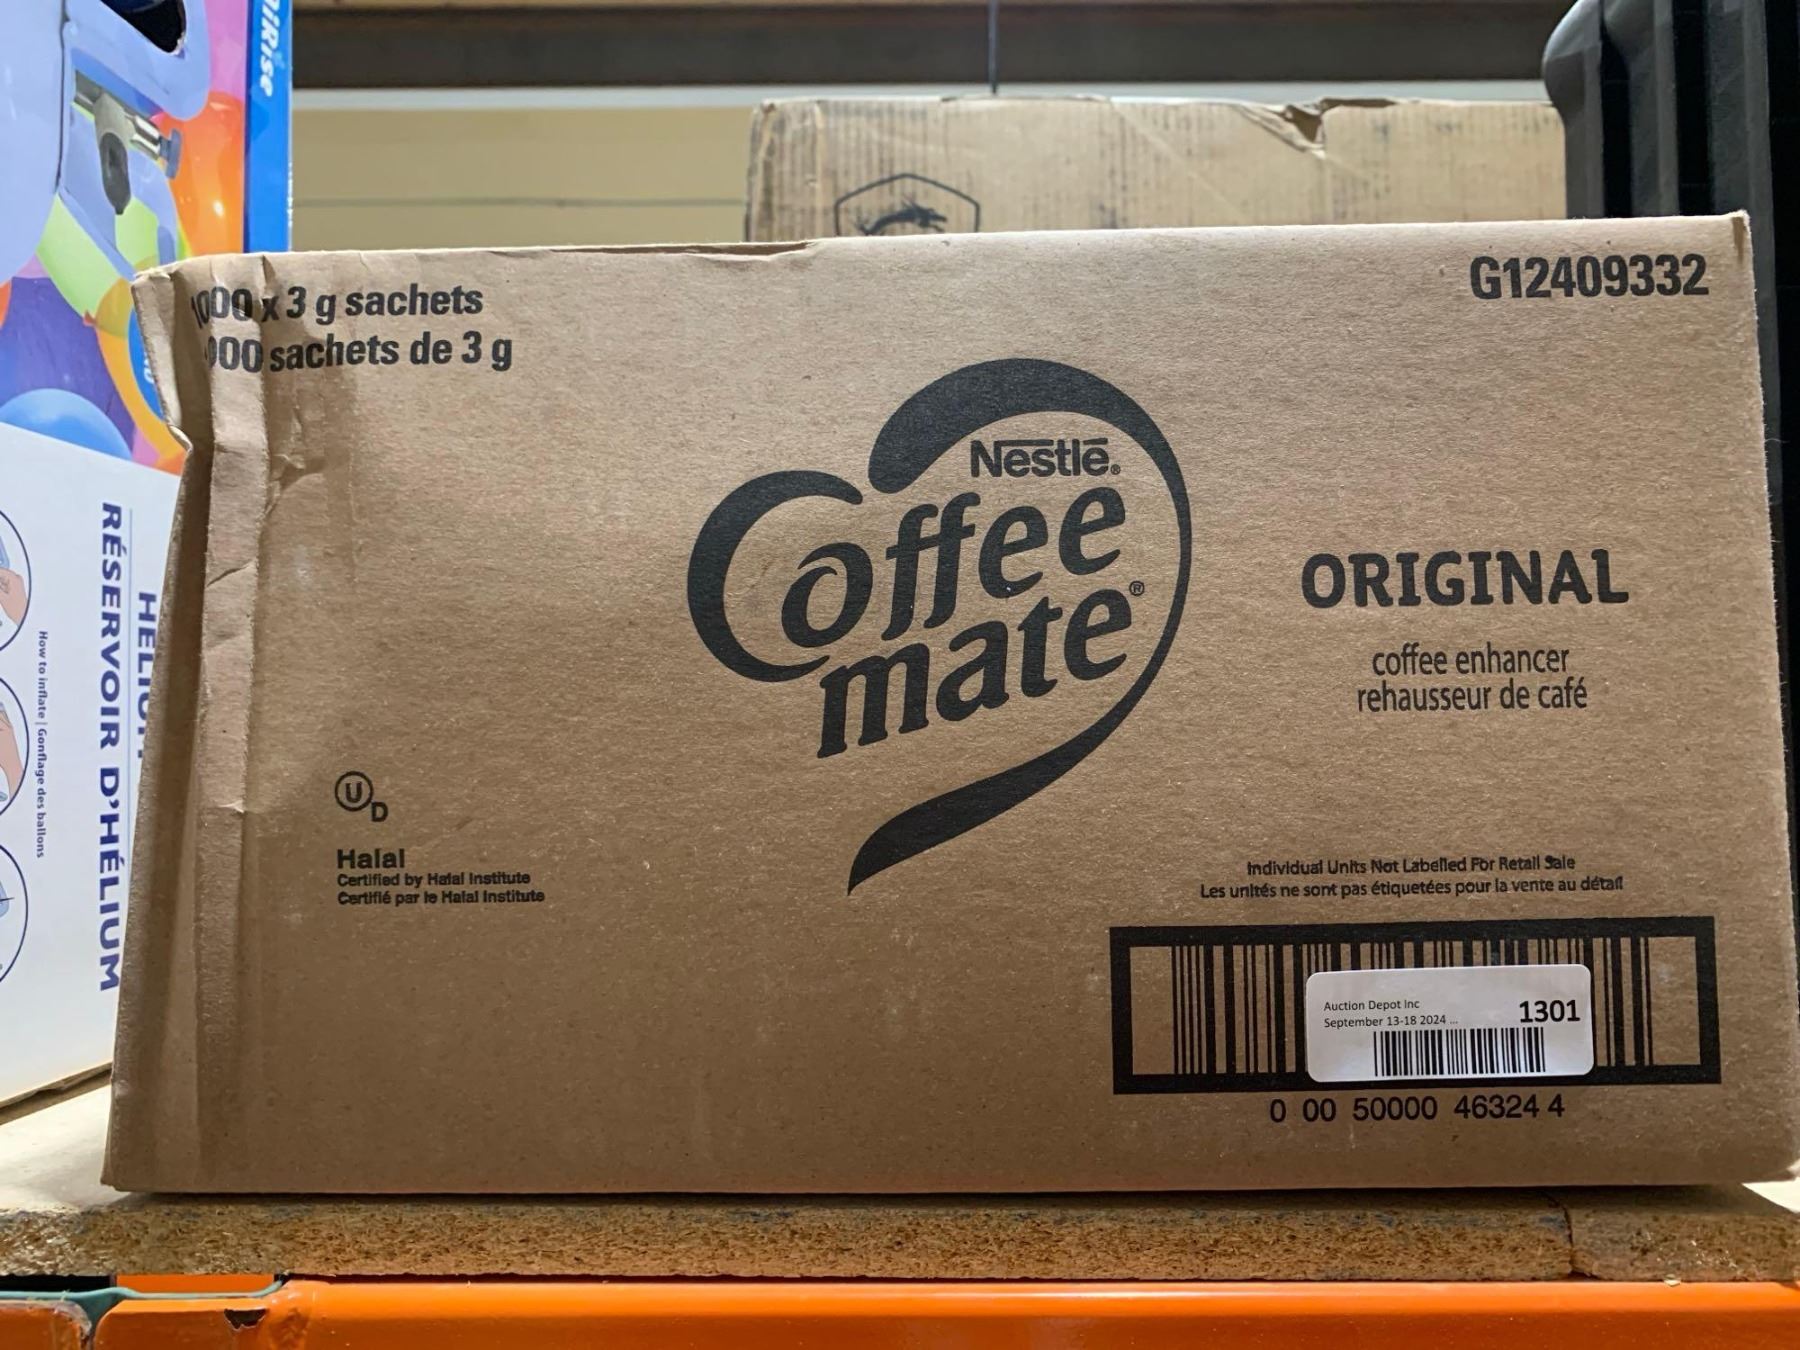 1000 x 3 g sachets
000 sachets de 3 g
G12409332
Nestlé®
Coffee
mate®
ORIGINAL
coffee enhancer
rehausseur de café
U
D
Halal
Certified by Halal Institute
Certifié par le Halal Institute
Individual Units Not Labelled For Retail Sale
Les unités ne sont pas étiquetées pour la vente au détail
Auction Depot Inc
September 13-18 2024 ...
1301
0 00 50000 46324 4
HELIUM
RÉSERVOIR D'HÉLIUM
How to inflate | Gonflage des ballons